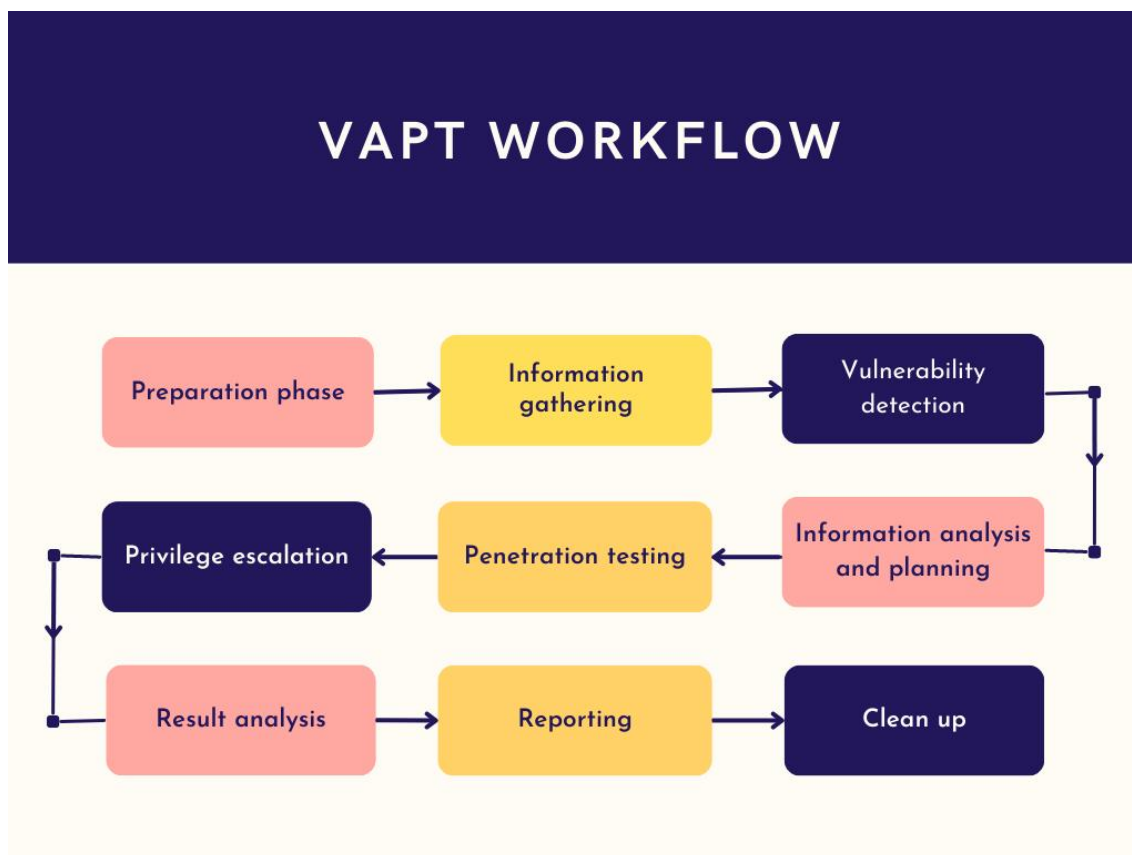 VAPT WORKFLOW
Preparation phase
Information
gathering
Vulnerability
detection
Information analysis
and planning
Penetration testing
Privilege escalation
Result analysis
Reporting
Clean up